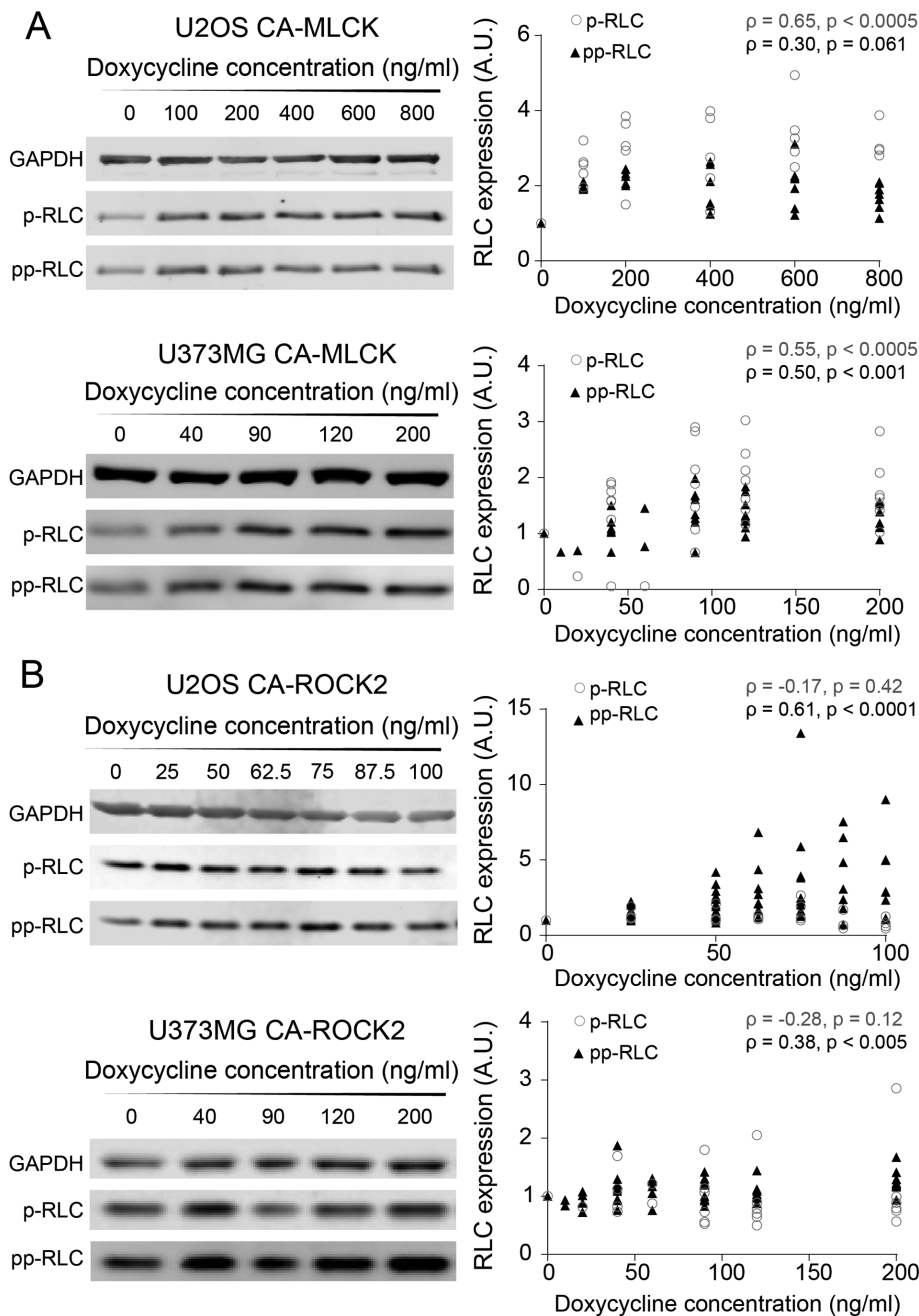 A
U2OS CA-MLCK
Doxycycline concentration (ng/ml)
0 100 200 400 600 800
GAPDH
p-RLC
pp-RLC
RLC expression (A.U.)
6
4
2
0
p-RLC
pp-RLC
ρ = 0.65, p < 0.0005
ρ = 0.30, p = 0.061
0 200 400 600 800
Doxycycline concentration (ng/ml)
U373MG CA-MLCK
Doxycycline concentration (ng/ml)
0 40 90 120 200
GAPDH
p-RLC
pp-RLC
RLC expression (A.U.)
4
3
2
1
0
p-RLC
pp-RLC
ρ = 0.55, p < 0.0005
ρ = 0.50, p < 0.001
0 50 100 150 200
Doxycycline concentration (ng/ml)
B
U2OS CA-ROCK2
Doxycycline concentration (ng/ml)
0 25 50 62.5 75 87.5 100
GAPDH
p-RLC
pp-RLC
RLC expression (A.U.)
15
10
5
0
p-RLC
pp-RLC
ρ = -0.17, p = 0.42
ρ = 0.61, p < 0.0001
0 50 100
Doxycycline concentration (ng/ml)
U373MG CA-ROCK2
Doxycycline concentration (ng/ml)
0 40 90 120 200
GAPDH
p-RLC
pp-RLC
RLC expression (A.U.)
4
3
2
1
0
p-RLC
pp-RLC
ρ = -0.28, p = 0.12
ρ = 0.38, p < 0.005
0 50 100 150 200
Doxycycline concentration (ng/ml)